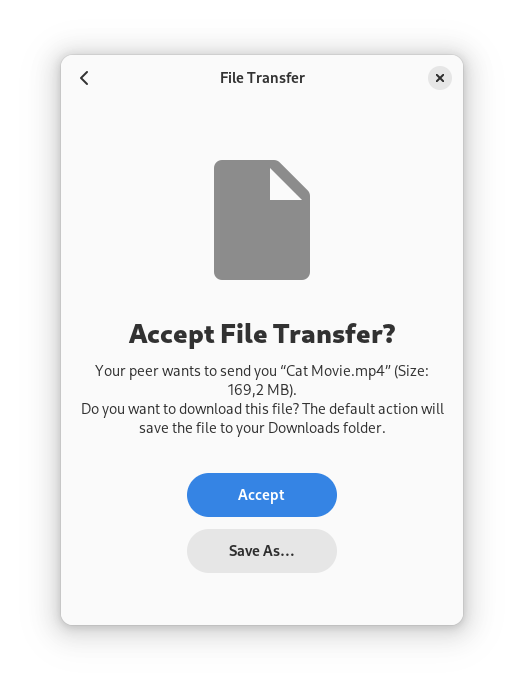 File Transfer
Accept File Transfer?
Your peer wants to send you “Cat Movie.mp4” (Size:
169,2 MB).
Do you want to download this file? The default action will
save the file to your Downloads folder.
Accept
Save As…